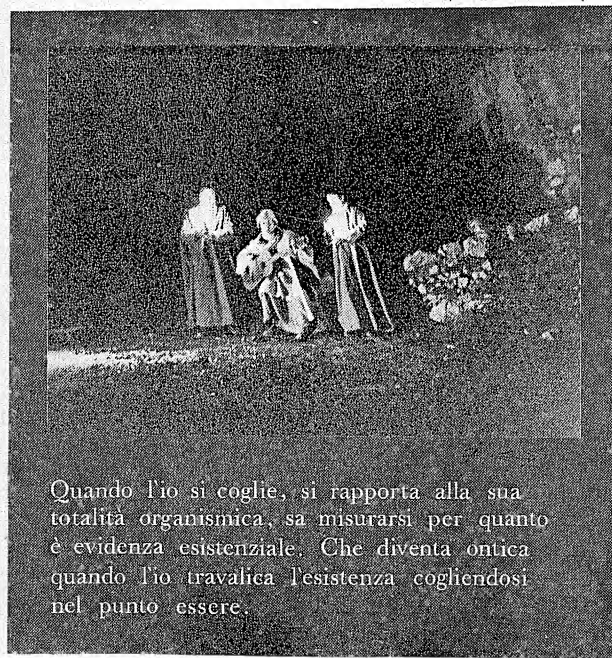 Quando l'io si coglie, si rapporta alla sua
totalità organismica, sa misurarsi per quanto
è evidenza esistenziale. Che diventa ontica
quando l'io travalica l'esistenza cogliendosi
nel punto essere.